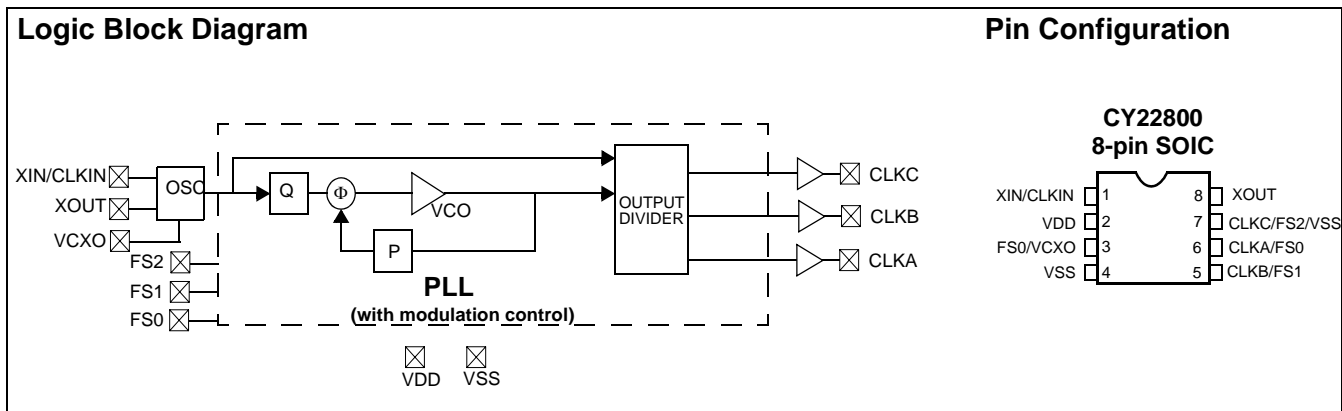 Logic Block Diagram
Pin Configuration
XIN/CLKIN
XOUT
VCXO
FS2
FS1
FS0
OSC
Q
Φ
VCO
P
PLL
(with modulation control)
OUTPUT
DIVIDER
CLKC
CLKB
CLKA
VDD
VSS
CY22800
8-pin SOIC
XIN/CLKIN 1
VDD 2
FS0/VCXO 3
VSS 4
8 XOUT
7 CLKC/FS2/VSS
6 CLKA/FS0
5 CLKB/FS1